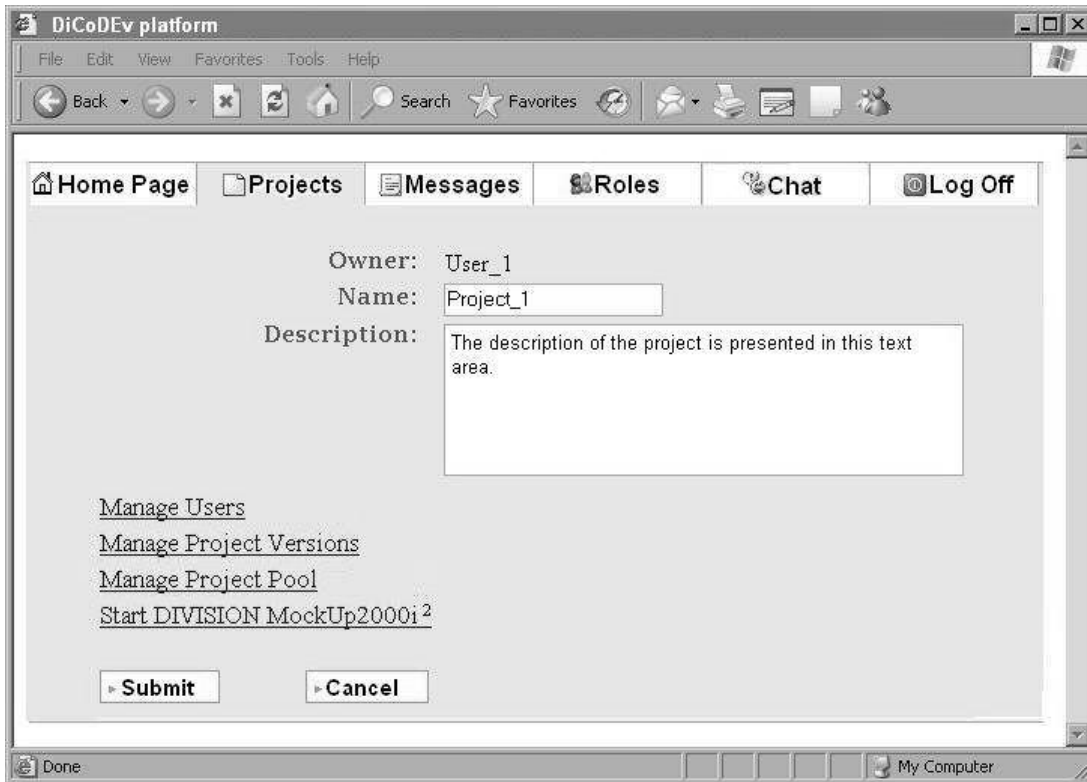 DiCoDEv platform
File Edit View Favorites Tools Help
Back Search Favorites
Home Page Projects Messages Roles Chat Log Off
Owner: User_1
Name: Project_1
Description: The description of the project is presented in this text
area.
Manage Users
Manage Project Versions
Manage Project Pool
Start DIVISION MockUp2000i²
Submit Cancel
Done My Computer